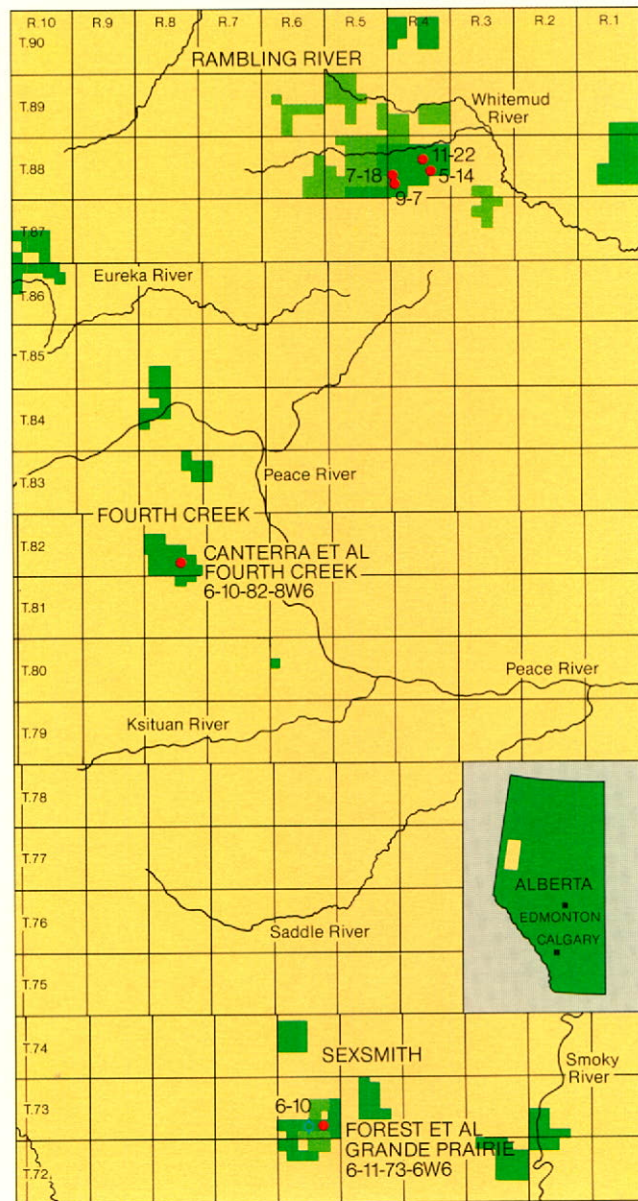 R.10 R.9 R.8 R.7 R.6 R.5 R.4 R.3 R.2 R.1
T.90
RAMBLING RIVER
T.89
Whitemud
River
T.88
11-22
7-18
5-14
9-7
T.87
Eureka River
T.86
T.85
T.84
T.83
Peace River
FOURTH CREEK
T.82
CANTERRA ET AL
FOURTH CREEK
6-10-82-8W6
T.81
T.80
Peace River
T.79
Ksituan River
T.78
T.77
ALBERTA
EDMONTON
CALGARY
T.76
Saddle River
T.75
T.74
SEXSMITH
Smoky
River
T.73
6-10
FOREST ET AL
GRANDE PRAIRIE
6-11-73-6W6
T.72